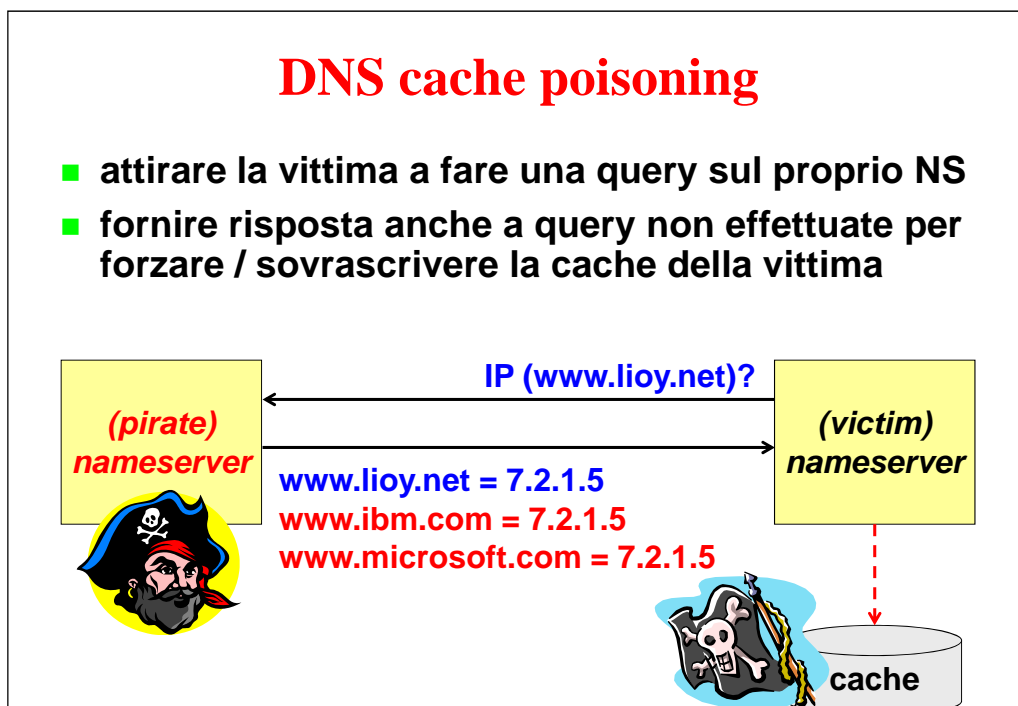 DNS cache poisoning
attirare la vittima a fare una query sul proprio NS
fornire risposta anche a query non effettuate per
forzare / sovrascrivere la cache della vittima
IP (www.lioy.net)?
(pirate)
nameserver
(victim)
nameserver
www.lioy.net = 7.2.1.5
www.ibm.com = 7.2.1.5
www.microsoft.com = 7.2.1.5
cache